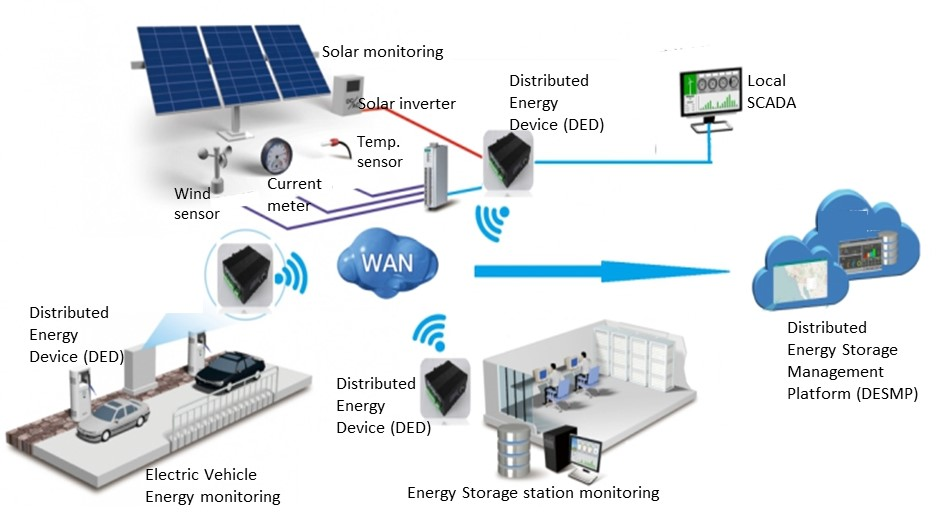 Solar monitoring
Solar inverter
Distributed
Energy
Device (DED)
Local
SCADA
Temp.
sensor
Current
meter
Wind
sensor
WAN
Distributed
Energy
Device (DED)
Distributed
Energy
Device (DED)
Distributed
Energy Storage
Management
Platform (DESMP)
Electric Vehicle
Energy monitoring
Energy Storage station monitoring